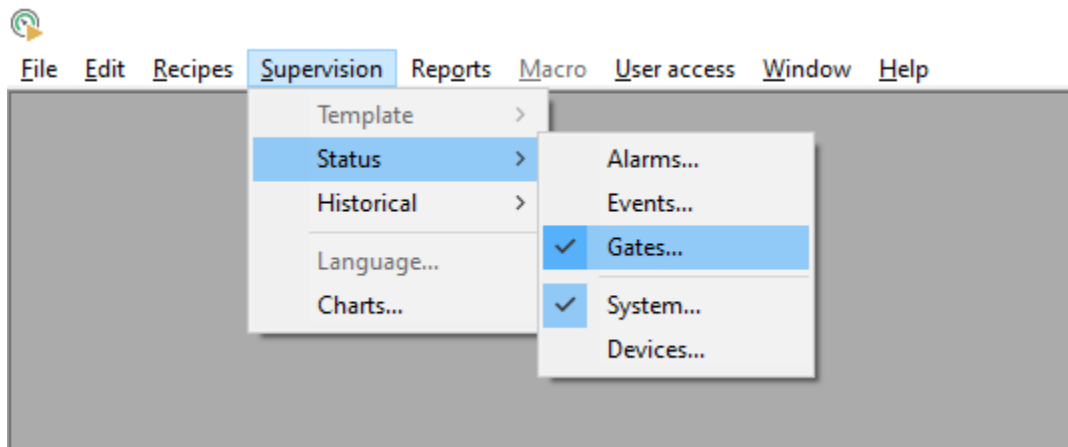 File Edit Recipes Supervision Reports Macro User access Window Help
Template
Status
Historical
Language...
Charts...
Alarms...
Events...
Gates...
System...
Devices...